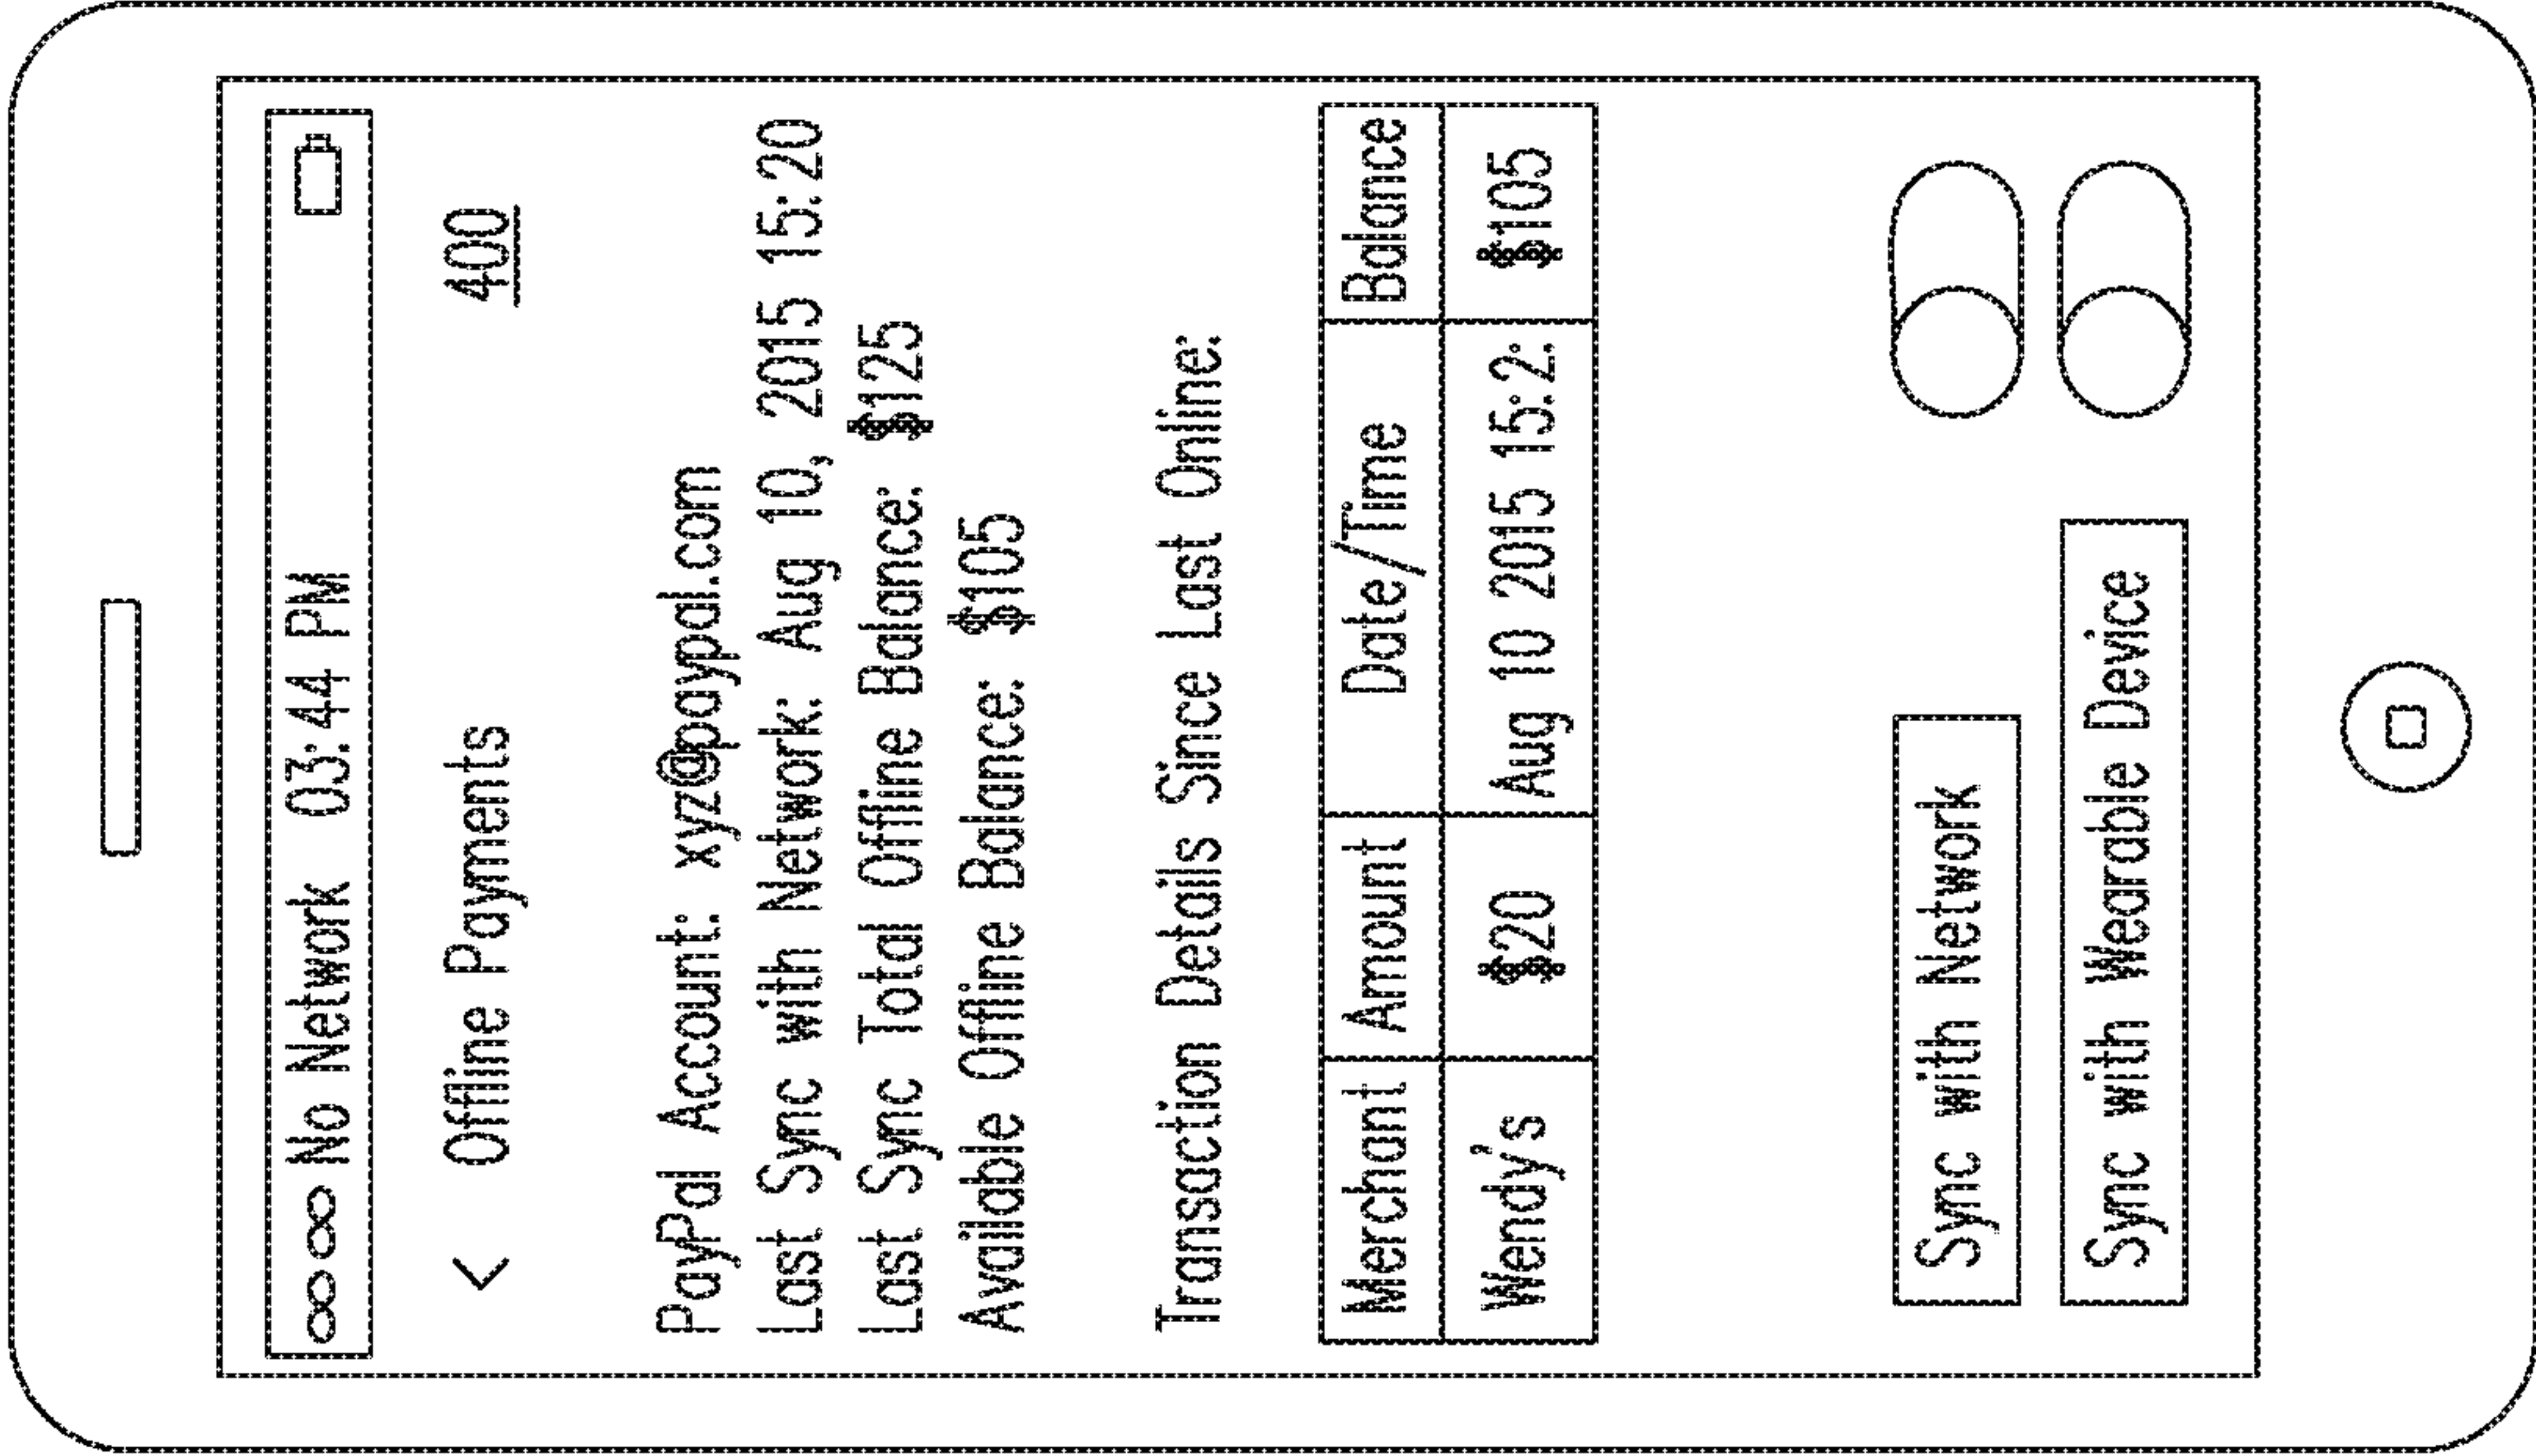 No Network 03:44 PM
< Offline Payments 400
PayPal Account: xyz@paypal.com
Last Sync with Network: Aug 10, 2015 15:20
Last Sync Total Offline Balance: $125
Available Offline Balance: $105
Transaction Details Since Last Online:
Merchant Amount Date/Time Balance
Wendy's $20 Aug 10 2015 15:2: $105
Sync with Network
Sync with Wearable Device